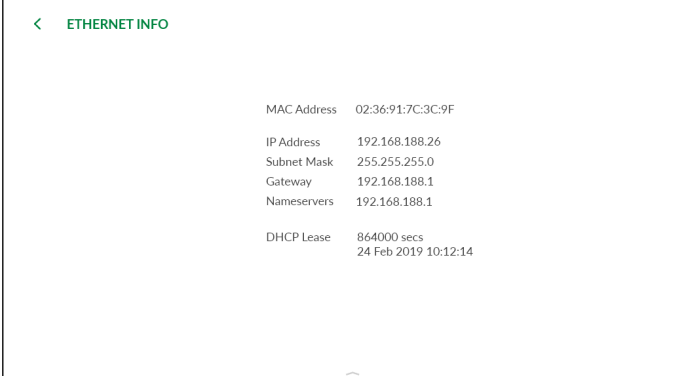 ETHERNET INFO
MAC Address 02:36:91:7C:3C:9F
IP Address 192.168.188.26
Subnet Mask 255.255.255.0
Gateway 192.168.188.1
Nameservers 192.168.188.1
DHCP Lease 864000 secs
24 Feb 2019 10:12:14